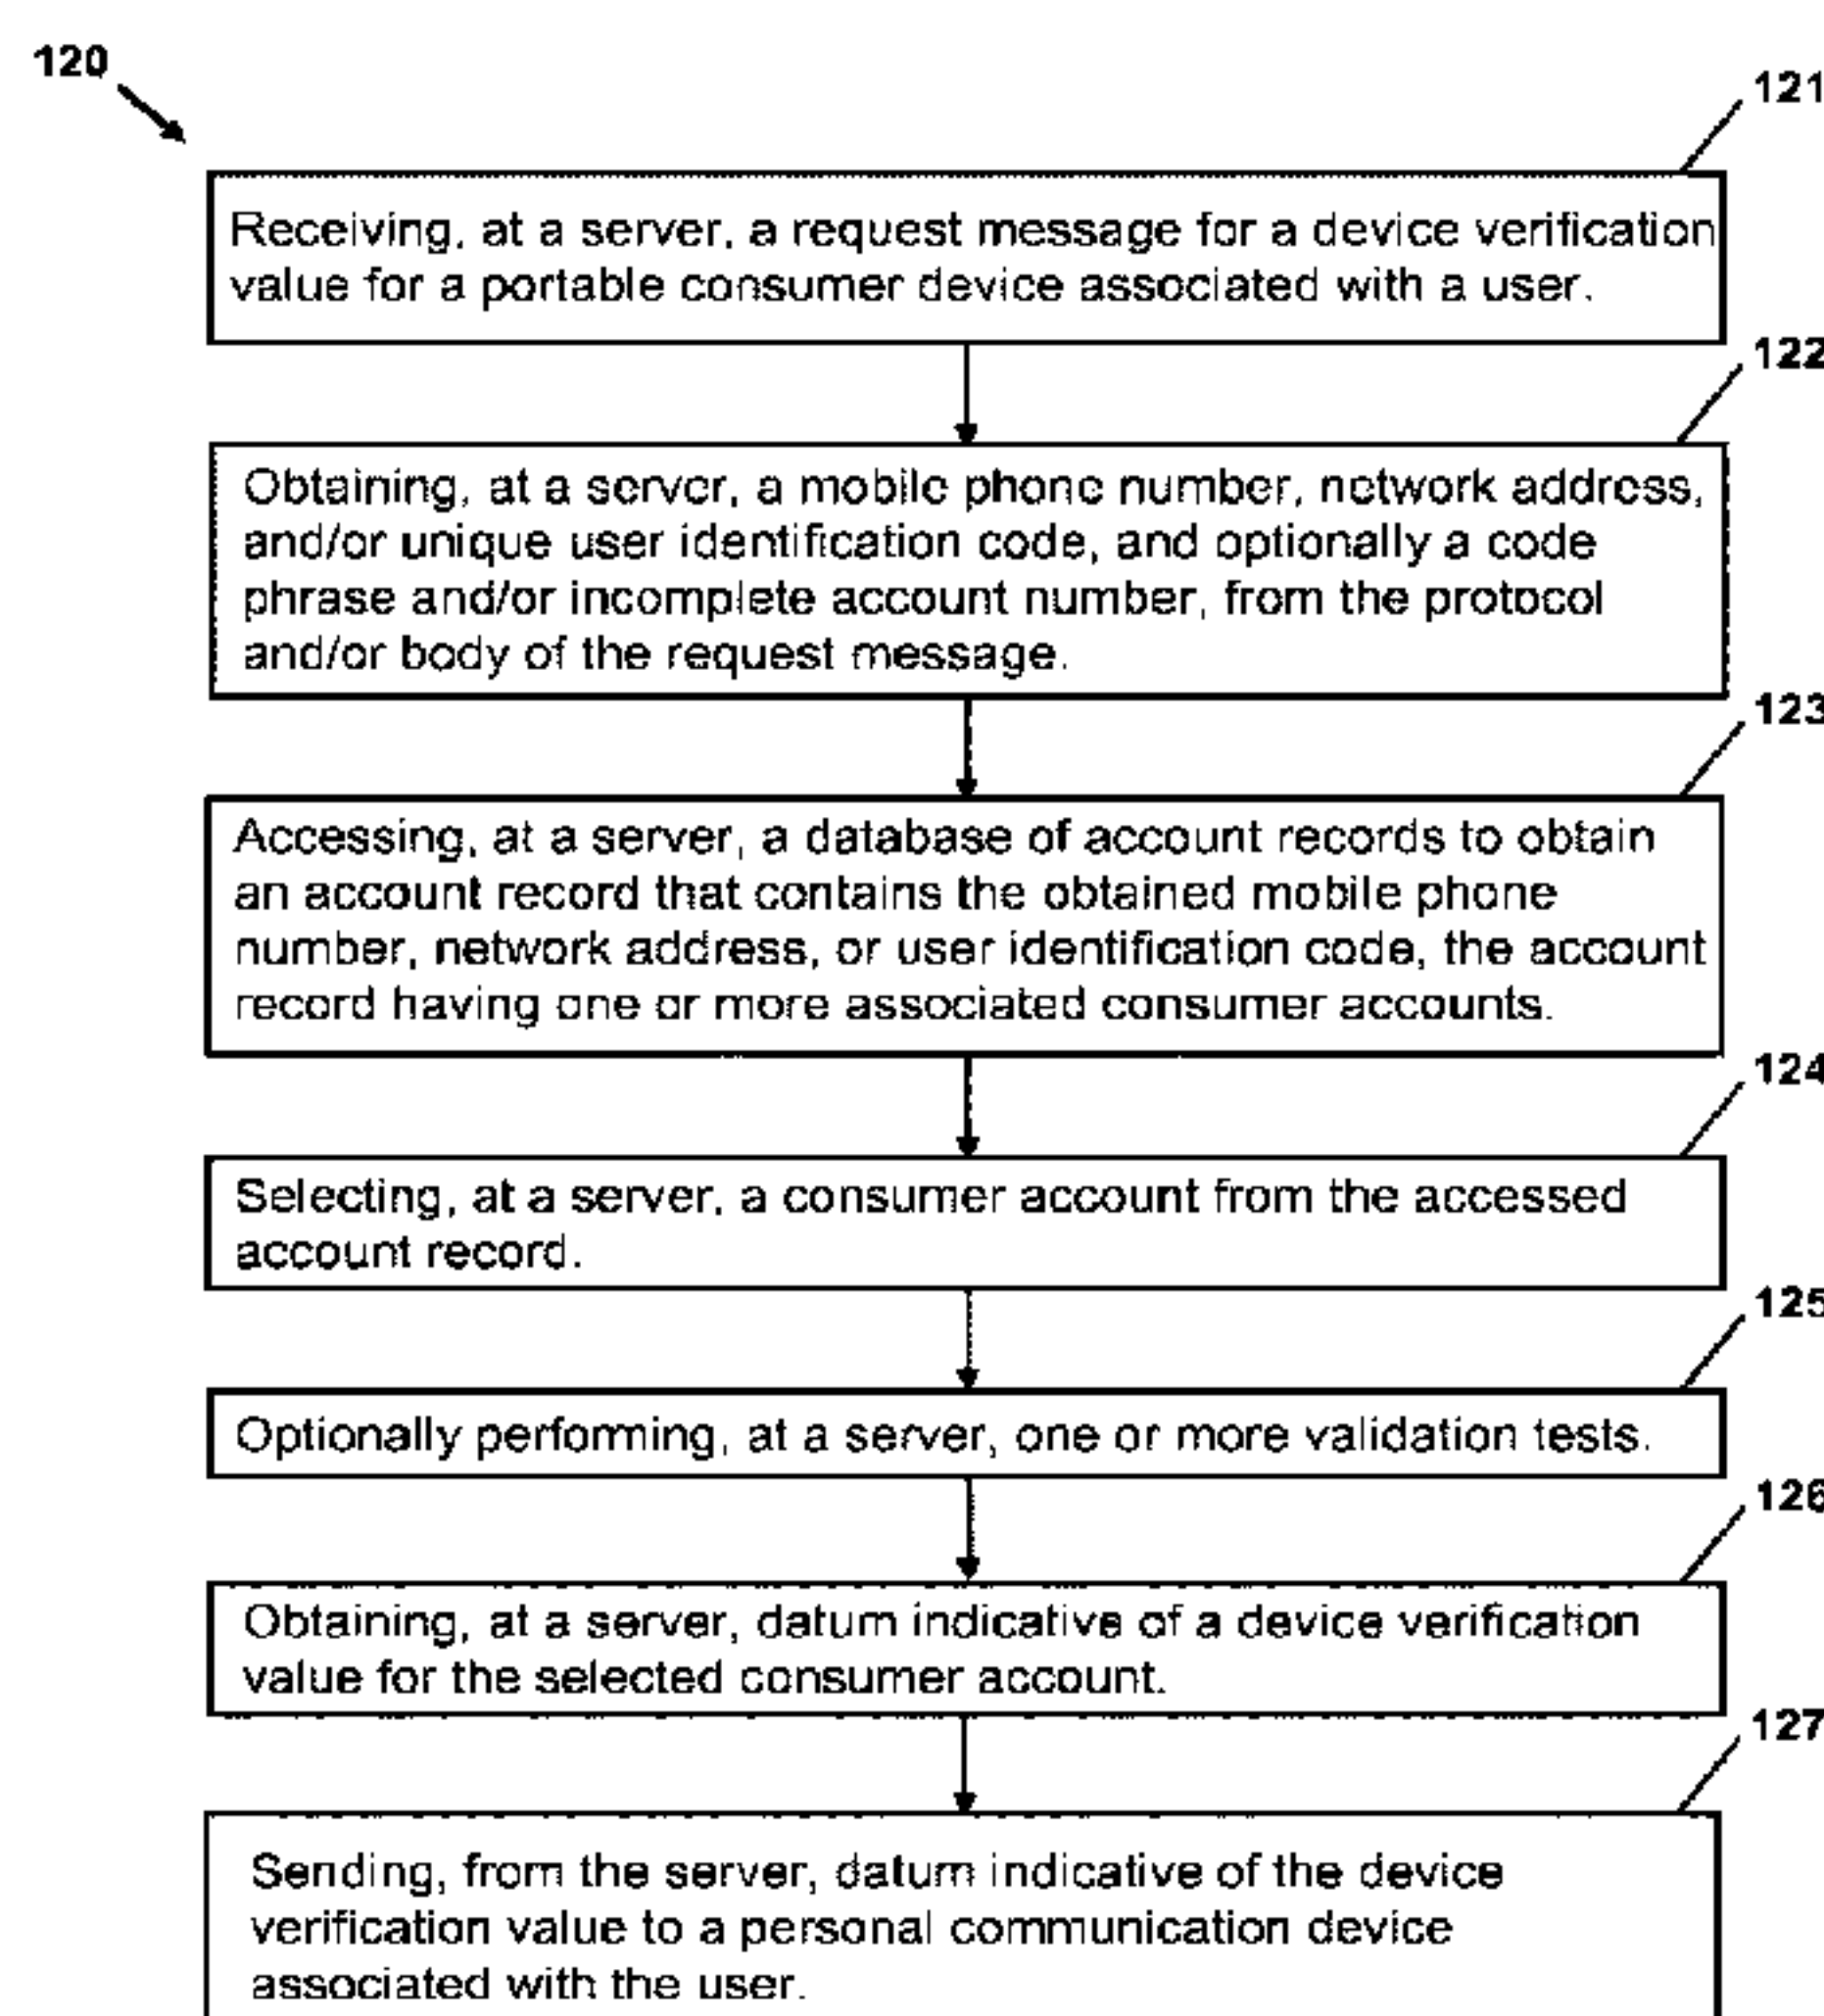 120
121
Receiving, at a server, a request message for a device verification
value for a portable consumer device associated with a user.
122
Obtaining, at a server, a mobile phone number, network address,
and/or unique user identification code, and optionally a code
phrase and/or incomplete account number, from the protocol
and/or body of the request message.
123
Accessing, at a server, a database of account records to obtain
an account record that contains the obtained mobile phone
number, network address, or user identification code, the account
record having one or more associated consumer accounts.
124
Selecting, at a server, a consumer account from the accessed
account record.
125
Optionally performing, at a server, one or more validation tests.
126
Obtaining, at a server, datum indicative of a device verification
value for the selected consumer account.
127
Sending, from the server, datum indicative of the device
verification value to a personal communication device
associated with the user.